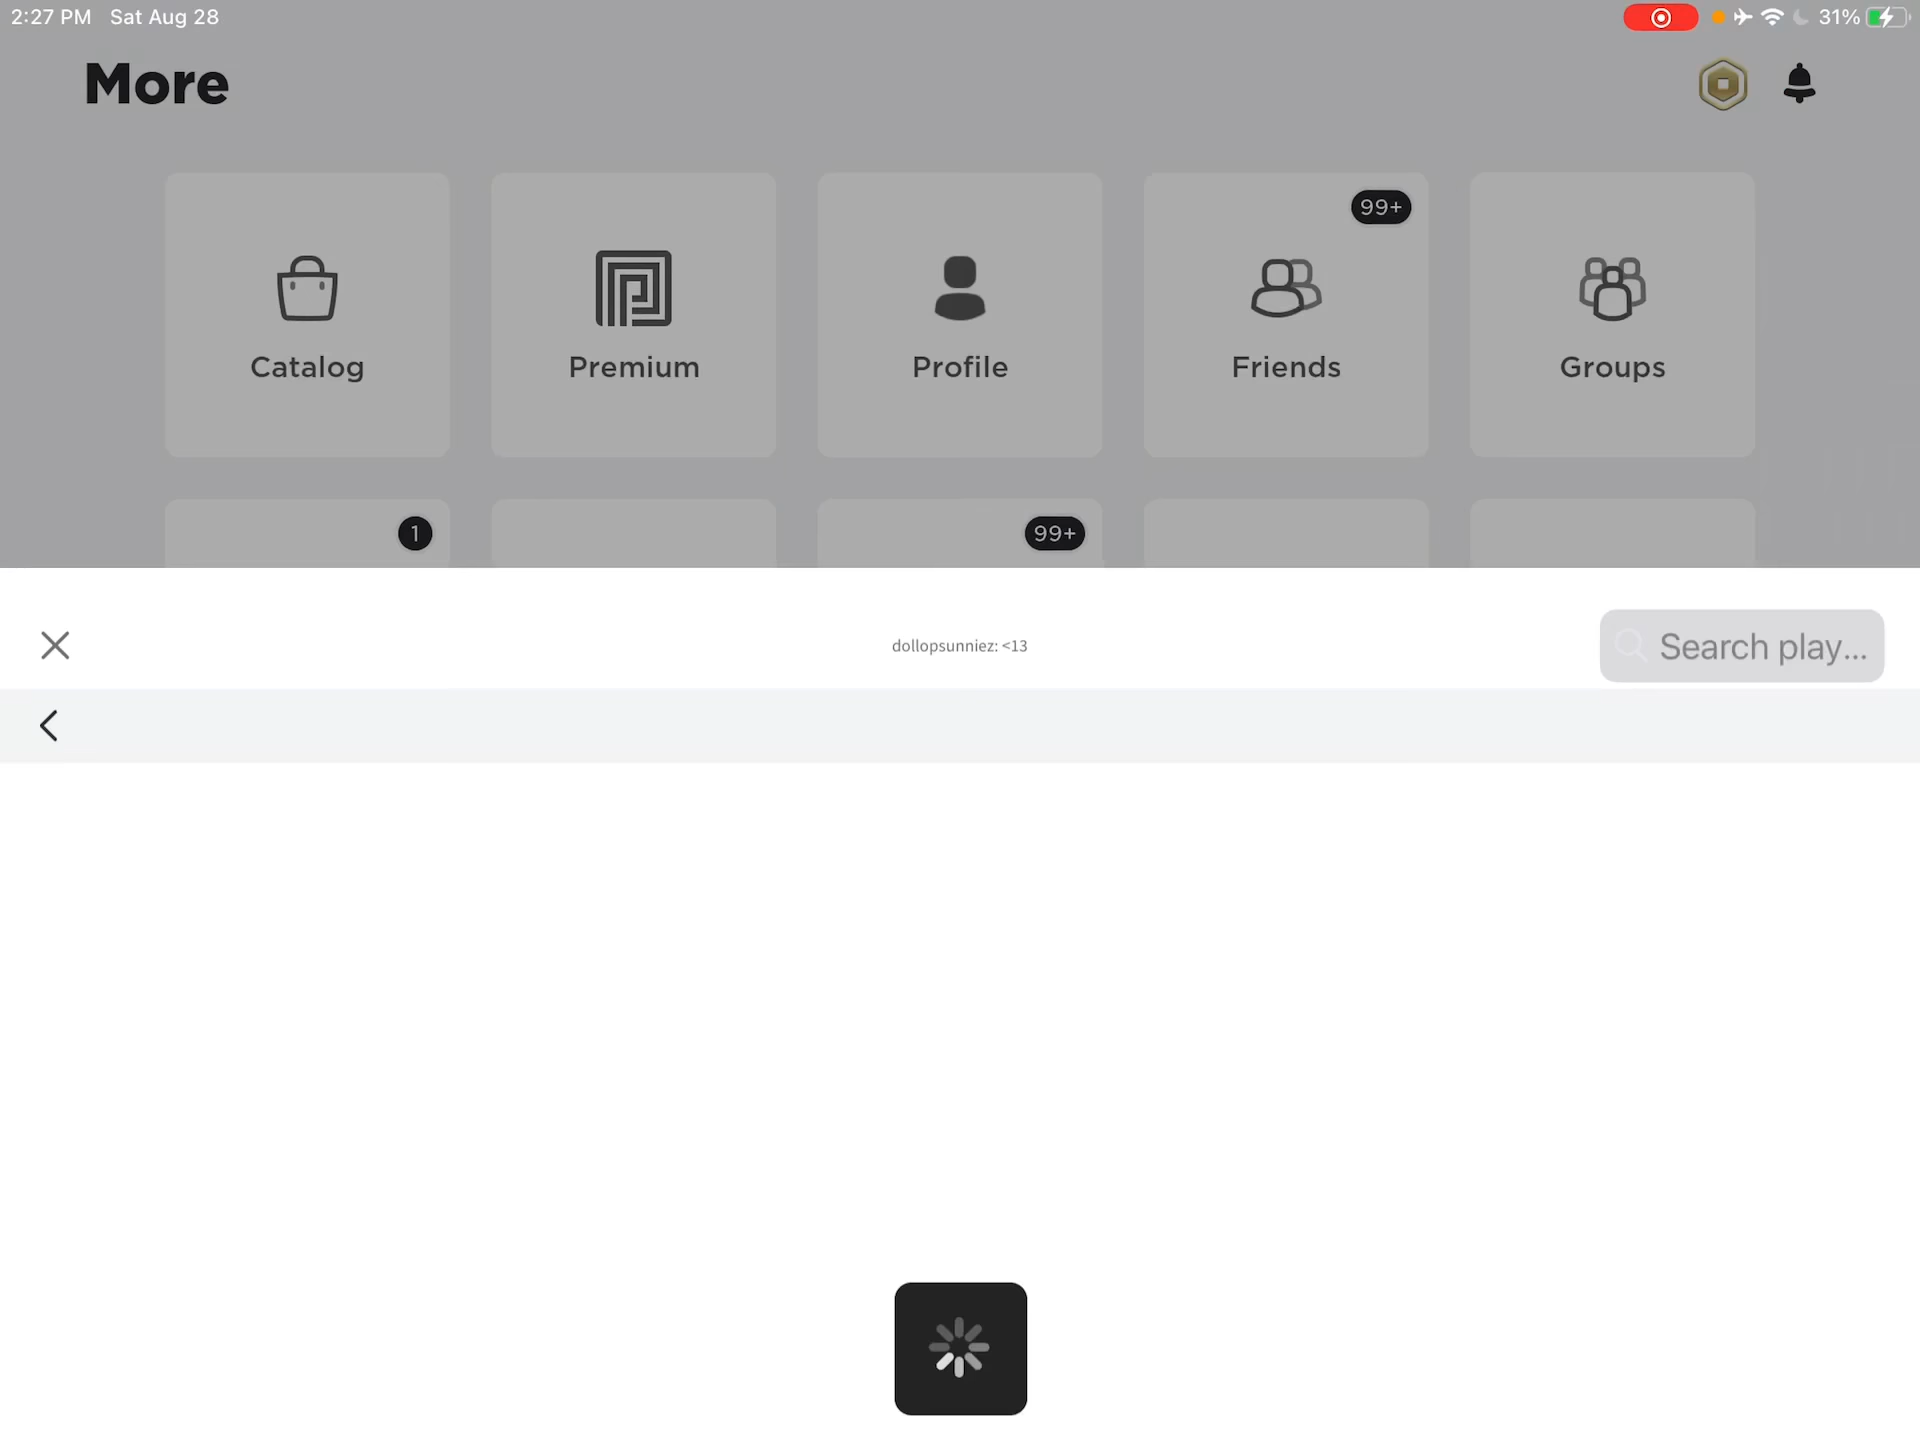 2:27 PM Sat Aug 28
31%
More
99+
Catalog
Premium
Profile
Friends
Groups
1
99+
dollopsunniez: <13
Search play...